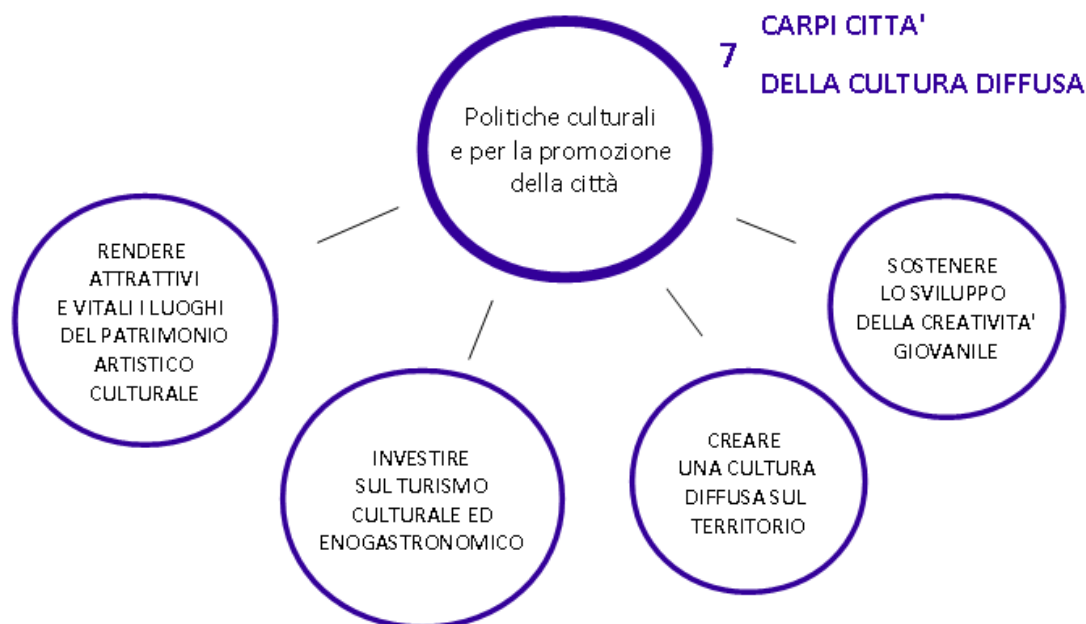 7
CARPI CITTA'
DELLA CULTURA DIFFUSA
Politiche culturali
e per la promozione
della città
RENDERE
ATTRATTIVI
E VITALI I LUOGHI
DEL PATRIMONIO
ARTISTICO
CULTURALE
INVESTIRE
SUL TURISMO
CULTURALE ED
ENOGASTRONOMICO
CREARE
UNA CULTURA
DIFFUSA SUL
TERRITORIO
SOSTENERE
LO SVILUPPO
DELLA CREATIVITA'
GIOVANILE